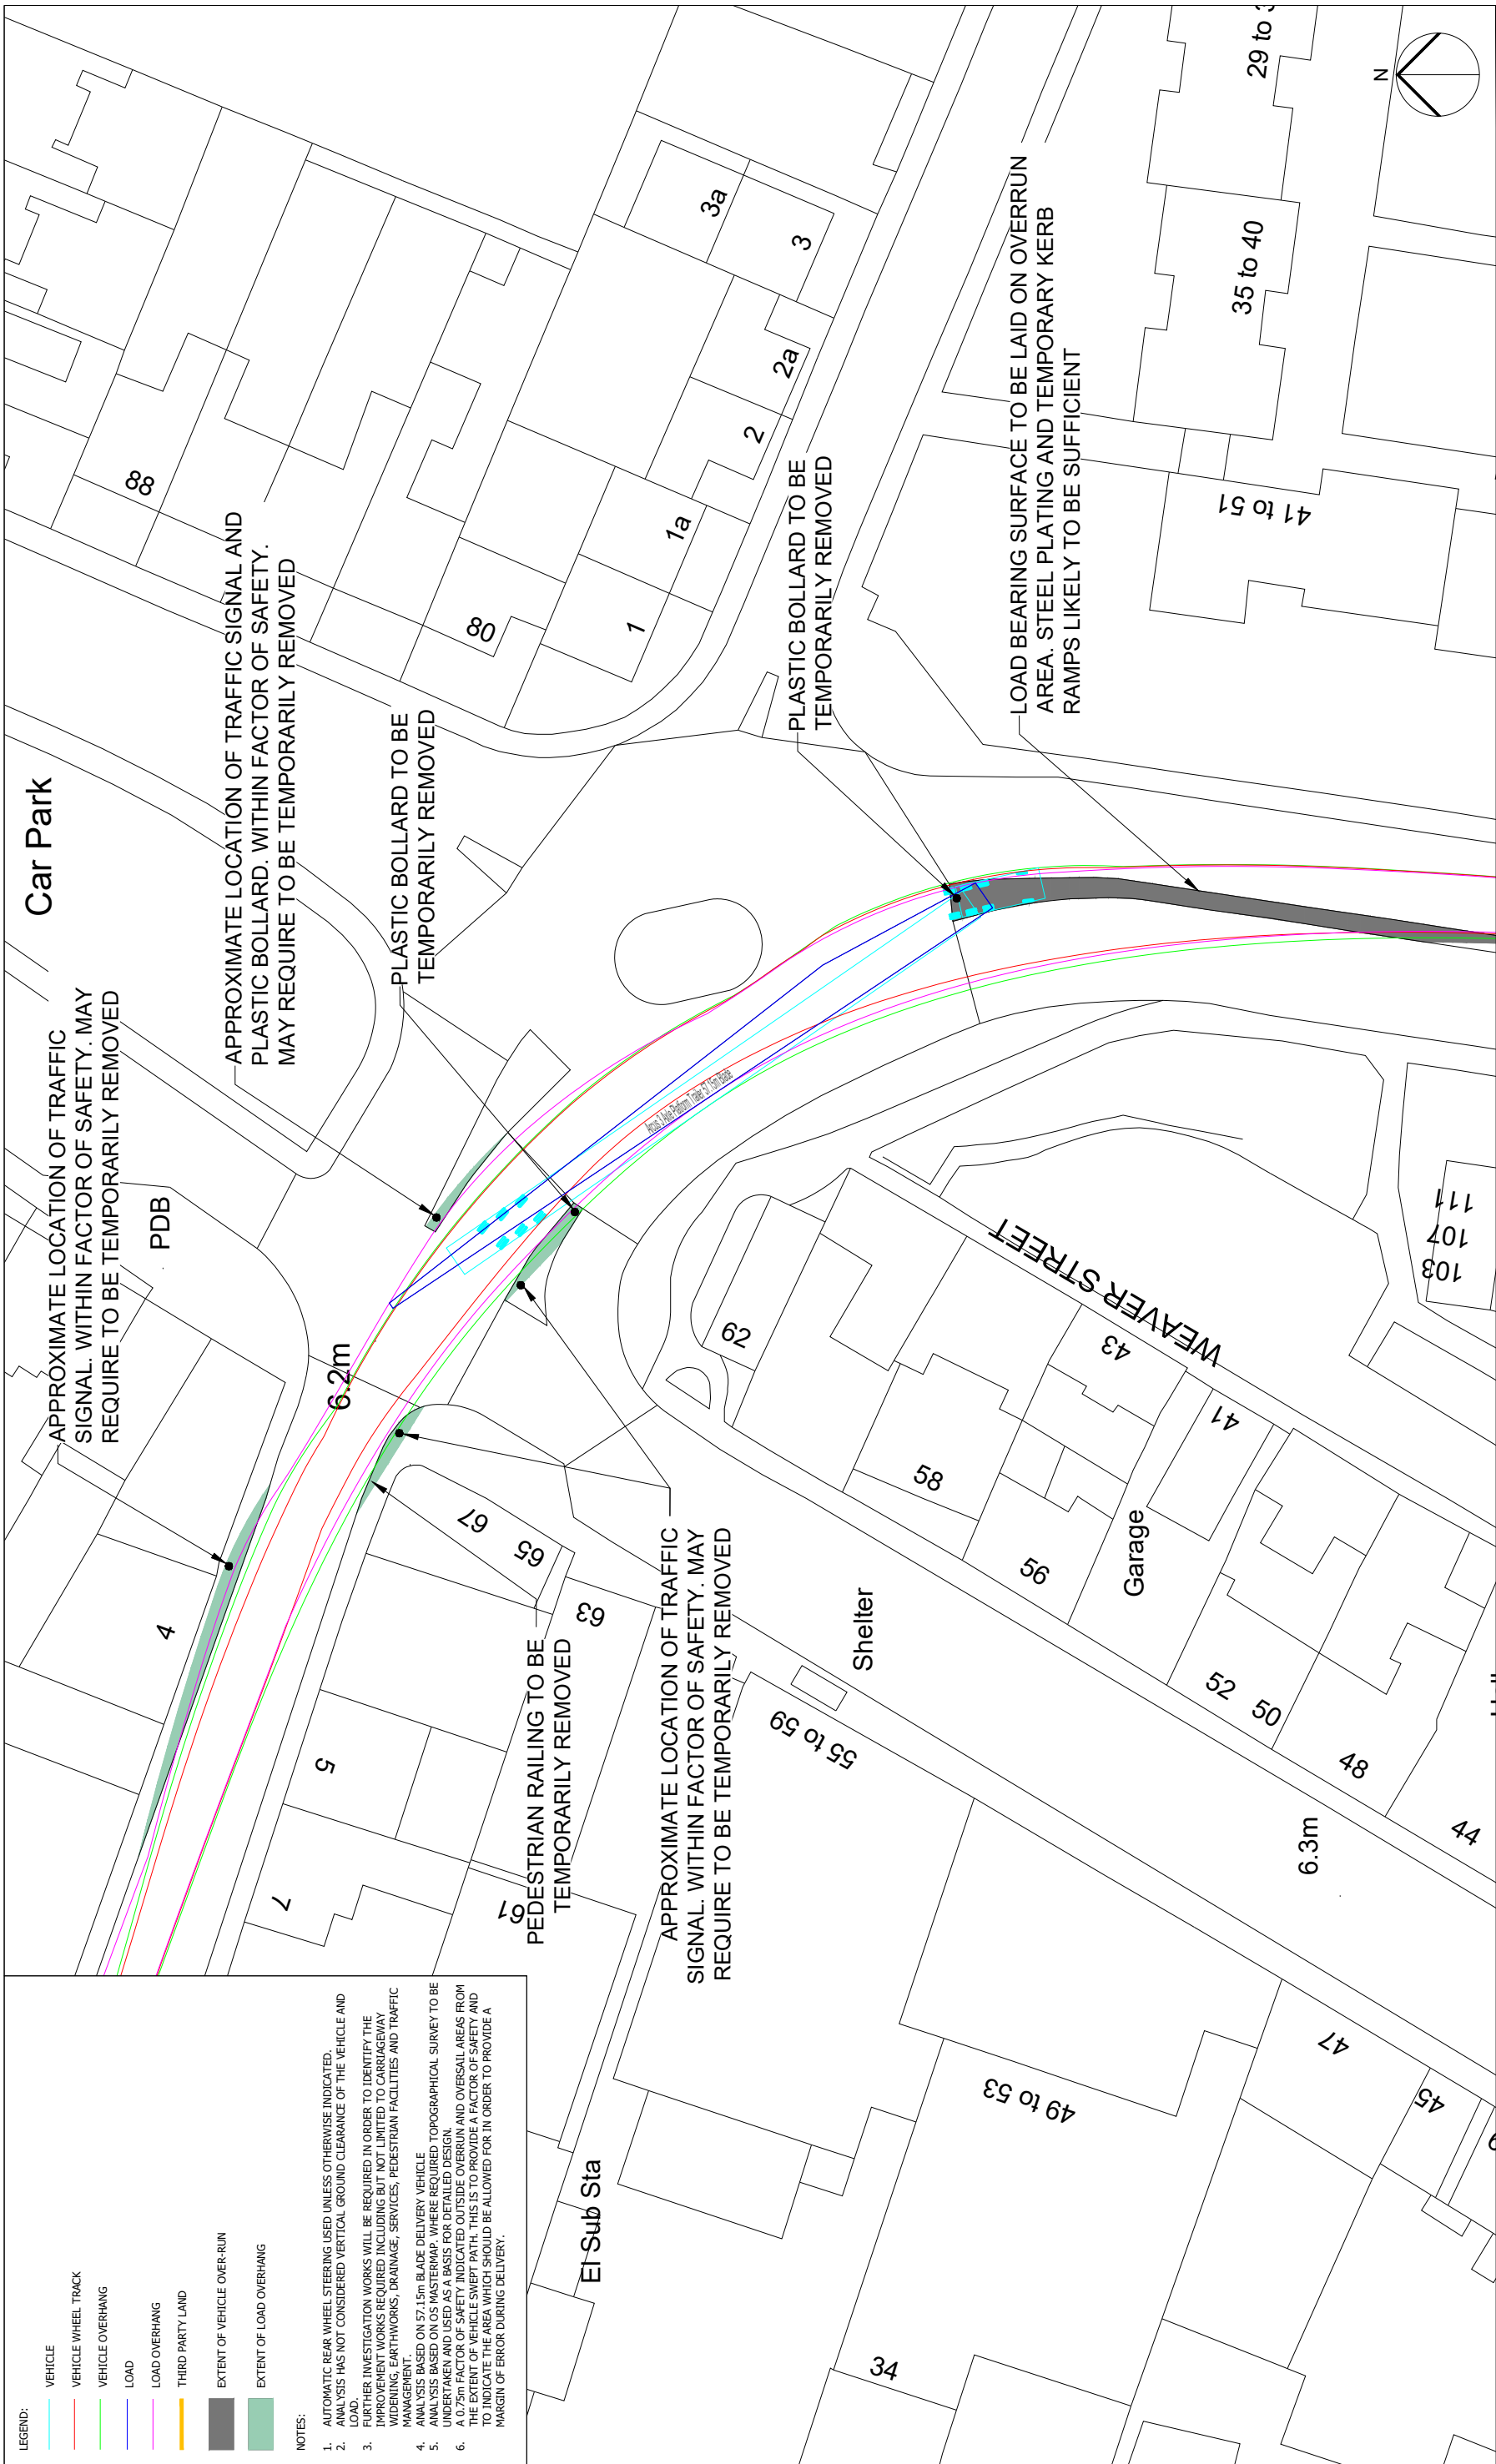 Car Park
APPROXIMATE LOCATION OF TRAFFIC
SIGNAL. WITHIN FACTOR OF SAFETY. MAY
REQUIRE TO BE TEMPORARILY REMOVED
APPROXIMATE LOCATION OF TRAFFIC SIGNAL AND
PLASTIC BOLLARD. WITHIN FACTOR OF SAFETY.
MAY REQUIRE TO BE TEMPORARILY REMOVED
PLASTIC BOLLARD TO BE
TEMPORARILY REMOVED
PLASTIC BOLLARD TO BE
TEMPORARILY REMOVED
LOAD BEARING SURFACE TO BE LAID ON OVERRUN
AREA. STEEL PLATING AND TEMPORARY KERB
RAMPS LIKELY TO BE SUFFICIENT
PEDESTRIAN RAILING TO BE
TEMPORARILY REMOVED
APPROXIMATE LOCATION OF TRAFFIC
SIGNAL. WITHIN FACTOR OF SAFETY. MAY
REQUIRE TO BE TEMPORARILY REMOVED
PDB
6.2m
88
80
1
1a
2
2a
3
3a
29 to
35 to 40
41 to 51
N
4
5
7
67
65
63
61
62
58
56
Garage
52
50
48
44
43
41
WEAVER STREET
111
107
103
Shelter
55 to 59
6.3m
49 to 53
47
45
34
El Sub Sta
LEGEND:
VEHICLE
VEHICLE WHEEL TRACK
VEHICLE OVERHANG
LOAD
LOAD OVERHANG
THIRD PARTY LAND
EXTENT OF VEHICLE OVER-RUN
EXTENT OF LOAD OVERHANG
NOTES:
1. AUTOMATIC REAR WHEEL STEERING USED UNLESS OTHERWISE INDICATED.
2. ANALYSIS HAS NOT CONSIDERED VERTICAL GROUND CLEARANCE OF THE VEHICLE AND
LOAD.
3. FURTHER INVESTIGATION WORKS WILL BE REQUIRED IN ORDER TO IDENTIFY THE
IMPROVEMENT WORKS REQUIRED INCLUDING BUT NOT LIMITED TO CARRIAGEWAY
WIDENING, EARTHWORKS, DRAINAGE, SERVICES, PEDESTRIAN FACILITIES AND TRAFFIC
MANAGEMENT.
4. ANALYSIS BASED ON 57.15m BLADE DELIVERY VEHICLE
5. ANALYSIS BASED ON OS MASTERMAP. WHERE REQUIRED TOPOGRAPHICAL SURVEY TO BE
UNDERTAKEN AND USED AS A BASIS FOR DETAILED DESIGN.
6. A 0.75m FACTOR OF SAFETY INDICATED OUTSIDE OVERRUN AND OVERSAIL AREAS FROM
THE EXTENT OF VEHICLE SWEPT PATH. THIS IS TO PROVIDE A FACTOR OF SAFETY AND
TO INDICATE THE AREA WHICH SHOULD BE ALLOWED FOR IN ORDER TO PROVIDE A
MARGIN OF ERROR DURING DELIVERY.